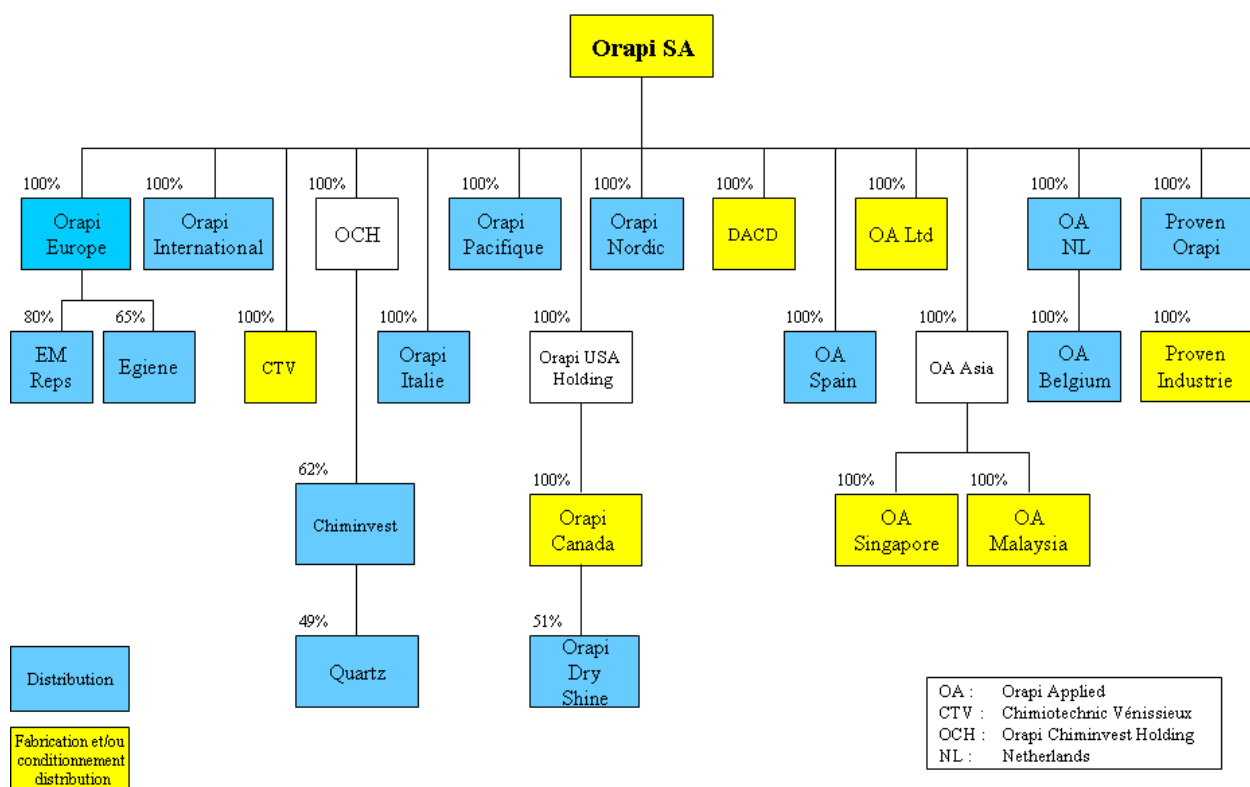 Orapi SA
100%
100%
100%
100%
100%
100%
100%
100%
100%
Orapi
Europe
Orapi
International
OCH
Orapi
Pacifique
Orapi
Nordic
DACD
OA Ltd
OA
NL
Proven
Orapi
80%
65%
100%
100%
100%
100%
100%
100%
100%
EM
Reps
Egiene
CTV
Orapi
Italie
Orapi USA
Holding
OA
Spain
OA Asia
OA
Belgium
Proven
Industrie
62%
100%
100%
100%
Chiminvest
Orapi
Canada
OA
Singapore
OA
Malaysia
49%
51%
Quartz
Orapi
Dry
Shine
Distribution
Fabrication et/ou
conditionnement
distribution
OA : Orapi Applied
CTV : Chimiotechnic Vénissieux
OCH : Orapi Chiminvest Holding
NL : Netherlands